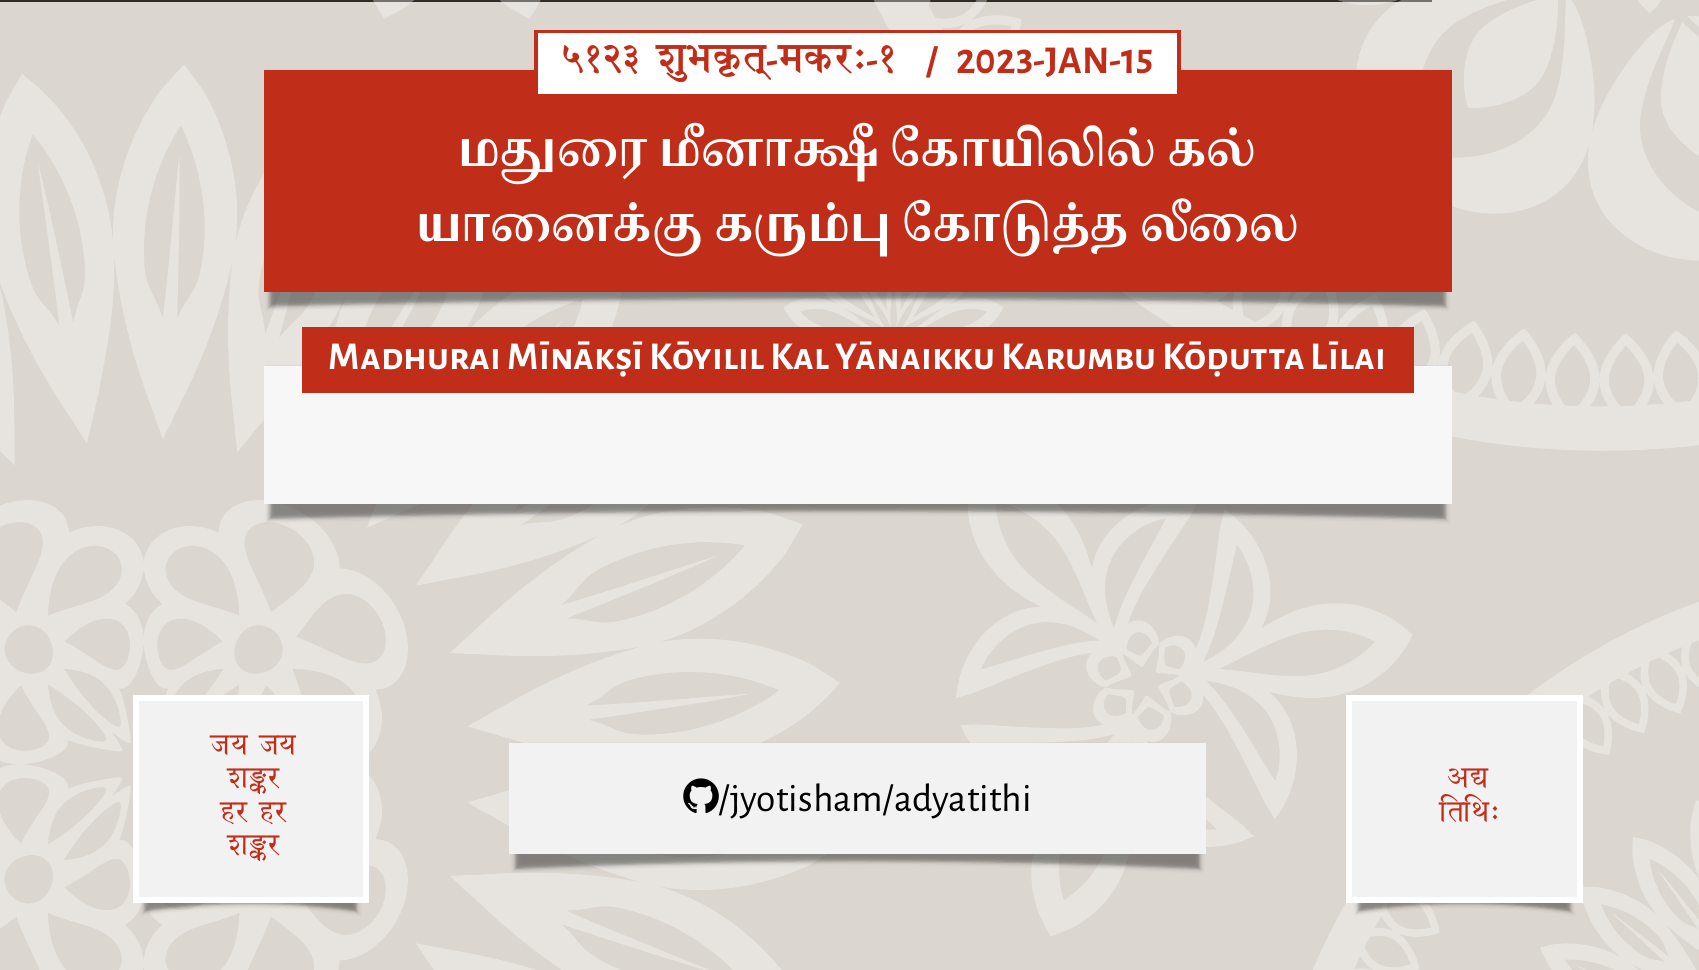 ५१२३ शुभकृत्-मकरः-१ / 2023-JAN-15
மதுரை மீனாக்ஷீ கோயிலில் கல்
யானைக்கு கரும்பு கோடுத்த லீலை
Madhurai Mīnākṣī Kōyilil Kal Yānaikku Karumbu Kōḍutta Līlai
जय जय
शङ्कर
हर हर
शङ्कर
/jyotisham/adyatithi
अद्य
तिथिः